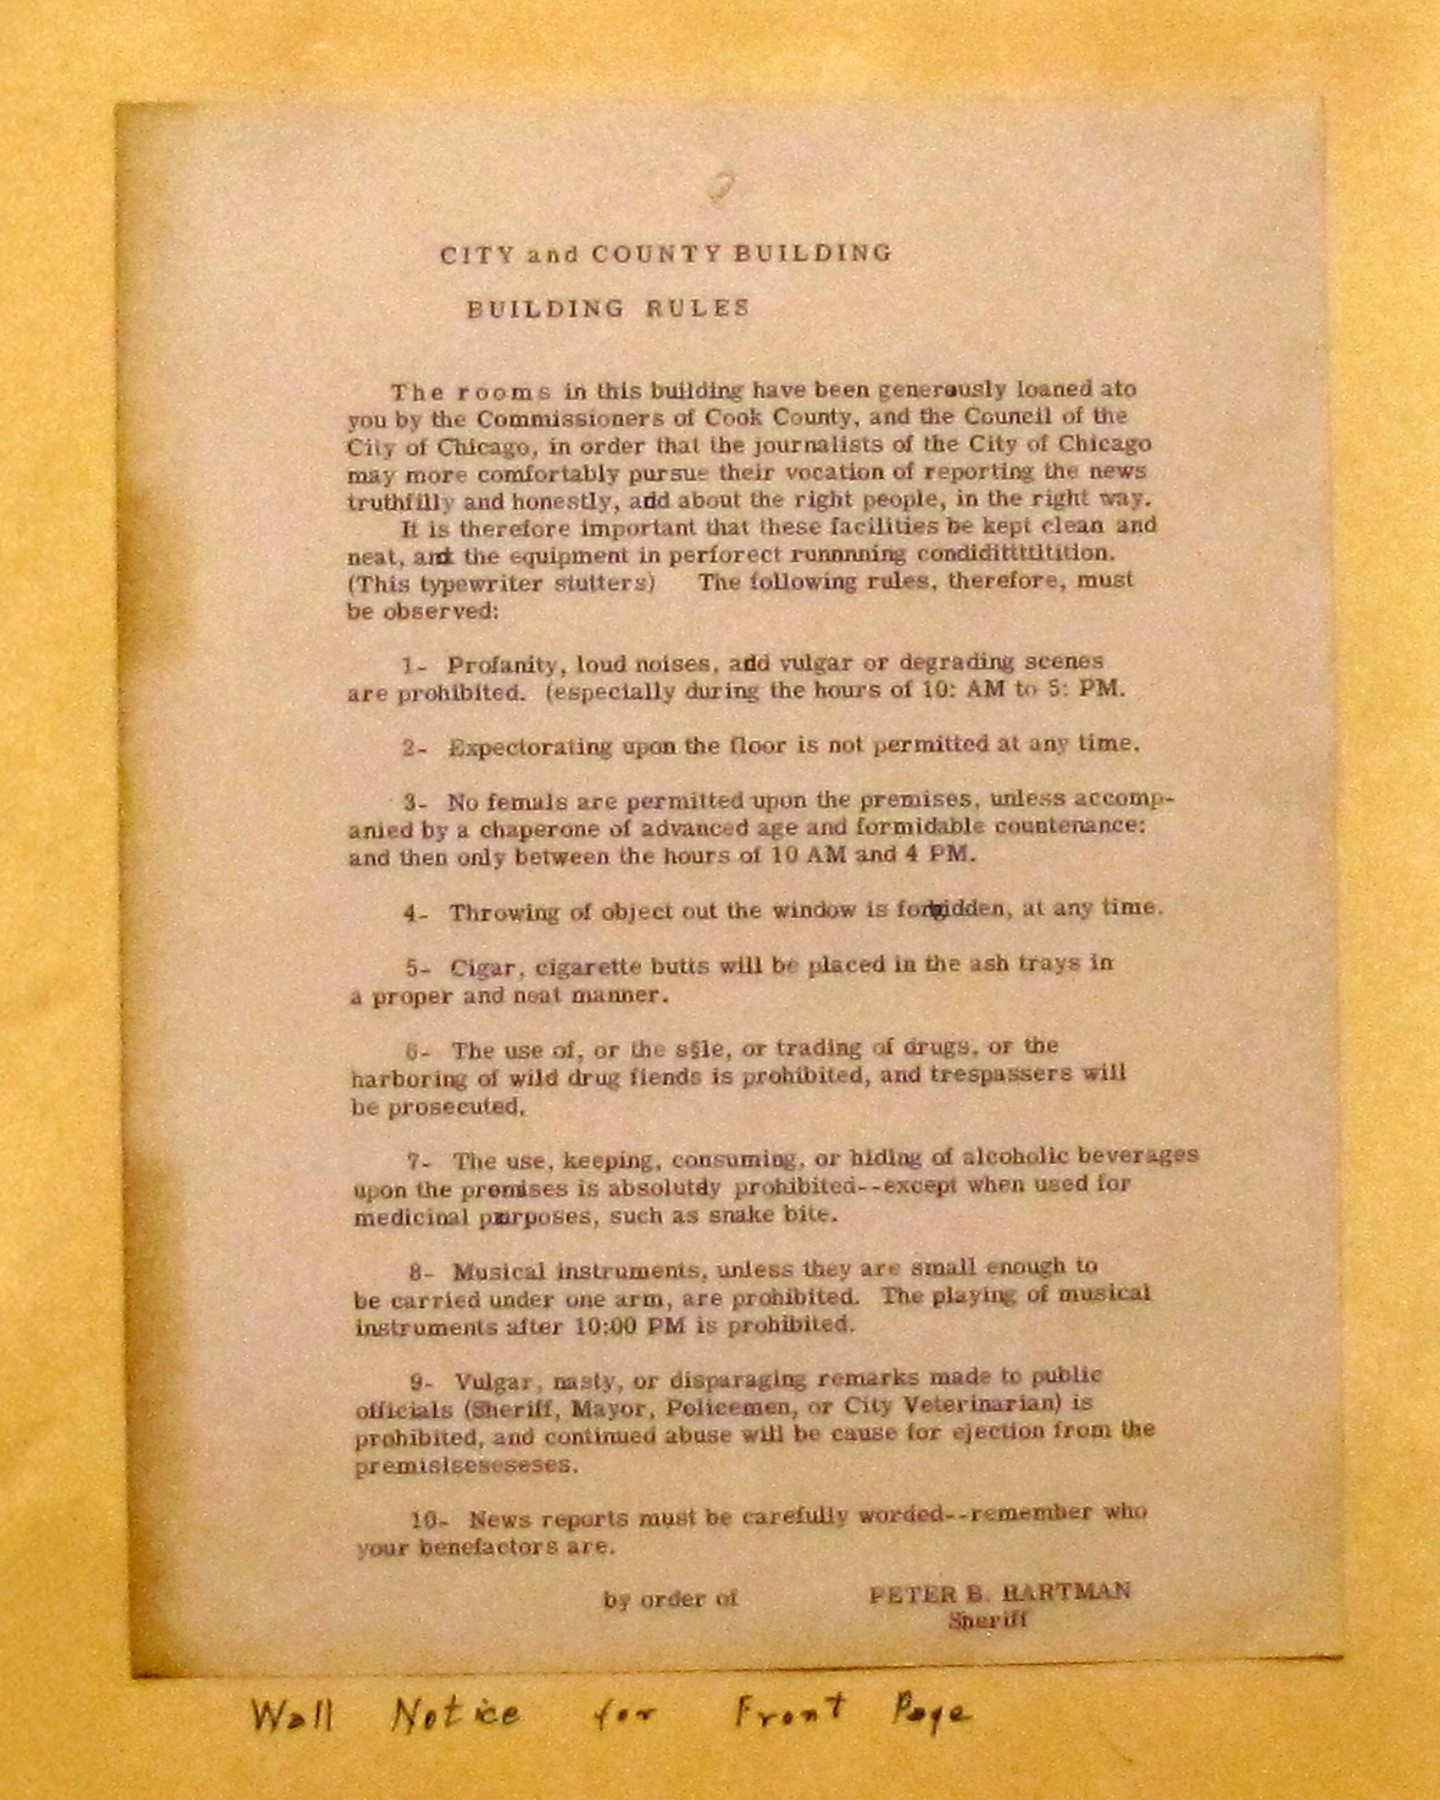 CITY and COUNTY BUILDING
BUILDING RULES
The rooms in this building have been generously loaned ato
you by the Commissioners of Cook County, and the Council of the
City of Chicago, in order that the journalists of the City of Chicago
may more comfortably pursue their vocation of reporting the news
truthfilly and honestly, add about the right people, in the right way.
It is therefore important that these facilities be kept clean and
neat, and the equipment in perforect runnnning condidittttltition.
(This typewriter stutters) The following rules, therefore, must
be observed:
1- Profanity, loud noises, add vulgar or degrading scenes
are prohibited. (especially during the hours of 10: AM to 5: PM.
2- Expectorating upon the floor is not permitted at any time.
3- No femals are permitted upon the premises, unless accomp-
anied by a chaperone of advanced age and formidable countenance;
and then only between the hours of 10 AM and 4 PM.
4- Throwing of object out the window is forbidden, at any time.
5- Cigar, cigarette butts will be placed in the ash trays in
a proper and neat manner.
6- The use of, or the s§le, or trading of drugs, or the
harboring of wild drug fiends is prohibited, and trespassers will
be prosecuted.
7- The use, keeping, consuming, or hiding of alcoholic beverages
upon the premises is absolutely prohibited--except when used for
medicinal purposes, such as snake bite.
8- Musical instruments, unless they are small enough to
be carried under one arm, are prohibited. The playing of musical
instruments after 10:00 PM is prohibited.
9- Vulgar, nasty, or disparaging remarks made to public
officials (Sheriff, Mayor, Policemen, or City Veterinarian) is
prohibited, and continued abuse will be cause for ejection from the
premisiseseseses.
10- News reports must be carefully worded--remember who
your benefactors are.
by order of PETER B. HARTMAN
Sheriff
Wall Notice for Front Page